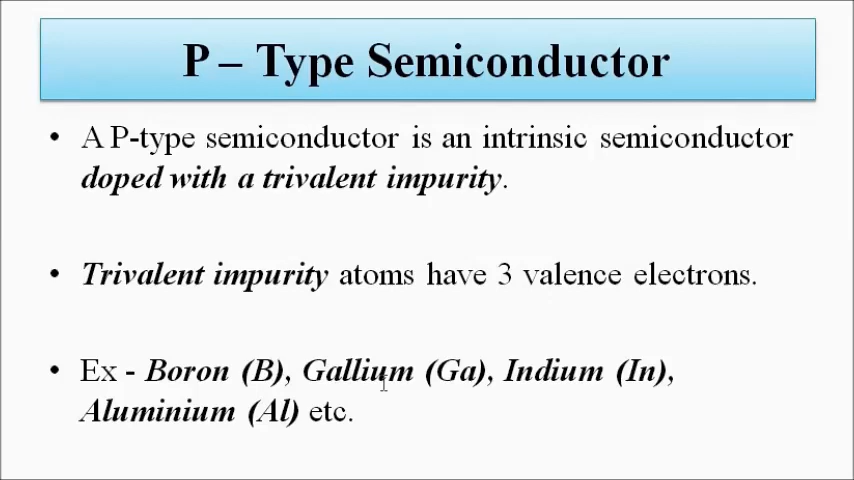 P – Type Semiconductor
• A P-type semiconductor is an intrinsic semiconductor
doped with a trivalent impurity.
• Trivalent impurity atoms have 3 valence electrons.
• Ex - Boron (B), Gallium (Ga), Indium (In),
Aluminium (Al) etc.